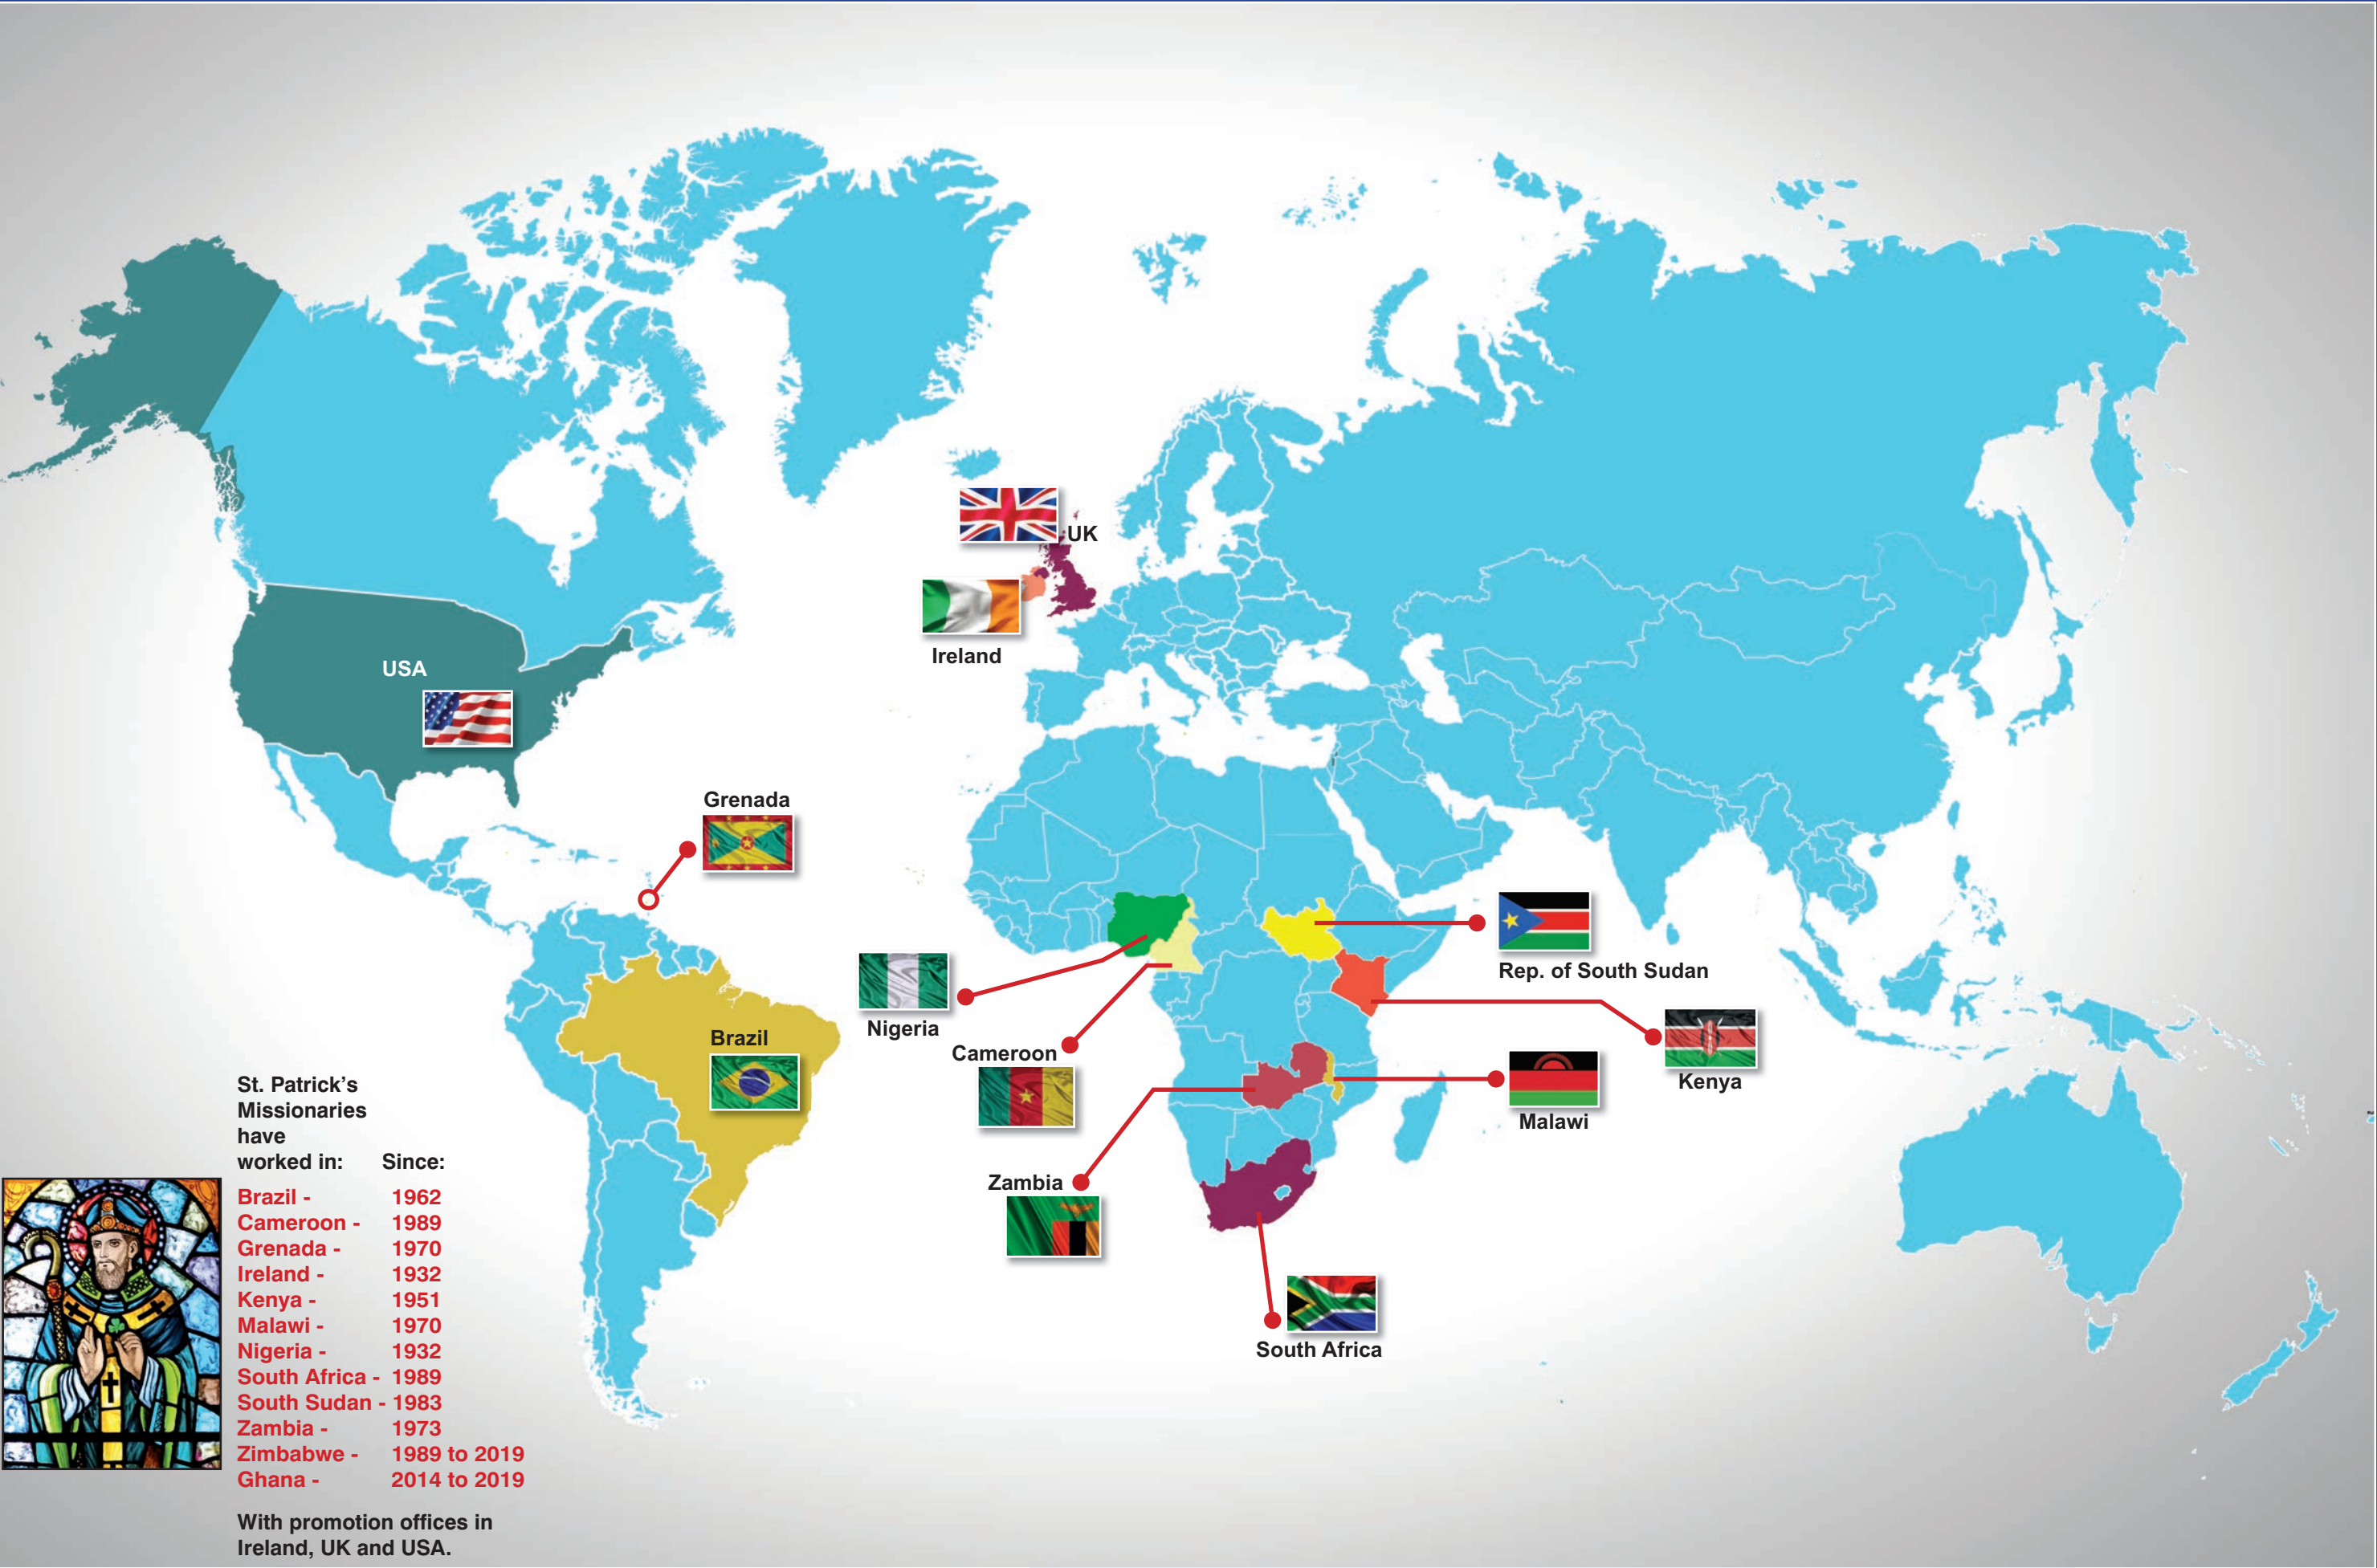 UK
Ireland
USA
Grenada
Rep. of South Sudan
Nigeria
Brazil
Cameroon
Kenya
Malawi
Zambia
South Africa
St. Patrick's
Missionaries
have
worked in: Since:
Brazil - 1962
Cameroon - 1989
Grenada - 1970
Ireland - 1932
Kenya - 1951
Malawi - 1970
Nigeria - 1932
South Africa - 1989
South Sudan - 1983
Zambia - 1973
Zimbabwe - 1989 to 2019
Ghana - 2014 to 2019
With promotion offices in
Ireland, UK and USA.